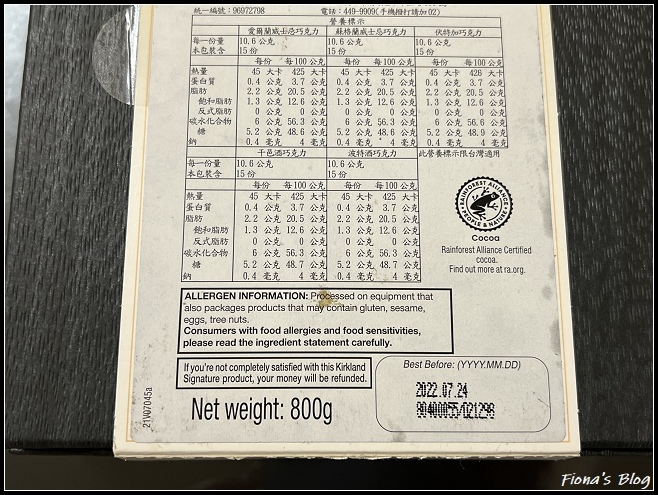 統一編號：96972798 電話：449-9909(手機撥打請加02)
營養標示
愛爾蘭威士忌巧克力 蘇格蘭威士忌巧克力 伏特加巧克力
每一份量 10.6 公克 10.6 公克 10.6 公克
本包裝含 15 份 15 份 15 份
每份 每100公克 每份 每100公克 每份 每100公克
熱量 45 大卡 425 大卡 45 大卡 425 大卡 45 大卡 426 大卡
蛋白質 0.4 公克 3.7 公克 0.4 公克 3.7 公克 0.4 公克 3.7 公克
脂肪 2.2 公克 20.5 公克 2.2 公克 20.5 公克 2.2 公克 20.5 公克
飽和脂肪 1.3 公克 12.6 公克 1.3 公克 12.6 公克 1.3 公克 12.6 公克
反式脂肪 0 公克 0 公克 0 公克 0 公克 0 公克 0 公克
碳水化合物 6 公克 56.3 公克 6 公克 56.3 公克 6 公克 56.6 公克
糖 5.2 公克 48.6 公克 5.2 公克 48.7 公克 5.2 公克 48.9 公克
鈉 0.4 毫克 4 毫克 0.4 毫克 4 毫克 0.4 毫克 4 毫克
干邑酒巧克力 波特酒巧克力 此營養標示限台灣適用
每一份量 10.6 公克 10.6 公克
本包裝含 15 份 15 份
每份 每100公克 每份 每100公克
熱量 45 大卡 425 大卡 45 大卡 425 大卡
蛋白質 0.4 公克 3.7 公克 0.4 公克 3.7 公克
脂肪 2.2 公克 20.5 公克 2.2 公克 20.5 公克
飽和脂肪 1.3 公克 12.6 公克 1.3 公克 12.6 公克
反式脂肪 0 公克 0 公克 0 公克 0 公克
碳水化合物 6 公克 56.3 公克 6 公克 56.3 公克
糖 5.2 公克 48.7 公克 5.2 公克 48.7 公克
鈉 0.4 毫克 4 毫克 0.4 毫克 4 毫克
RAINFOREST ALLIANCE
PEOPLE & NATURE
Cocoa
Rainforest Alliance Certified
cocoa.
Find out more at ra.org.
ALLERGEN INFORMATION: Processed on equipment that
also packages products that may contain gluten, sesame,
eggs, tree nuts.
Consumers with food allergies and food sensitivities,
please read the ingredient statement carefully.
If you're not completely satisfied with this Kirkland
Signature product, your money will be refunded.
Net weight: 800g
21V07045a
Best Before: (YYYY.MM.DD)
2022.07.24
Fiona's Blog